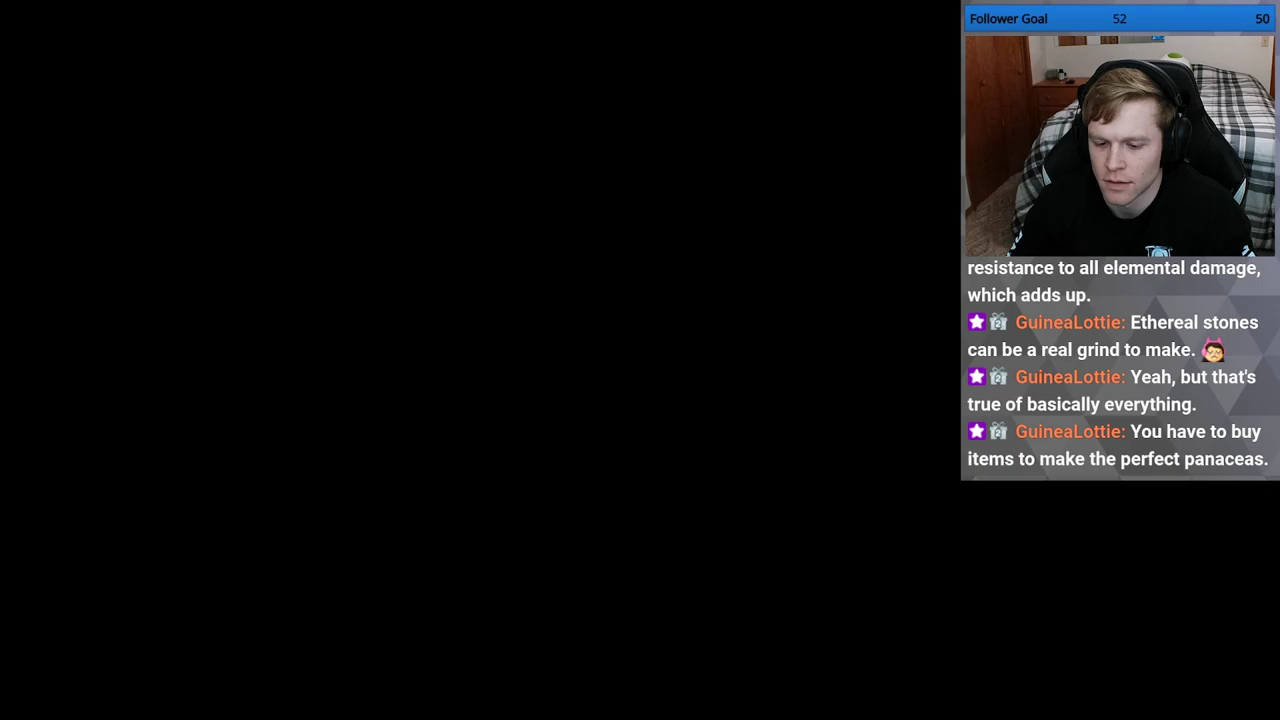 Follower Goal 52 50
resistance to all elemental damage,
which adds up.
GuineaLottie: Ethereal stones
can be a real grind to make.
GuineaLottie: Yeah, but that's
true of basically everything.
GuineaLottie: You have to buy
items to make the perfect panaceas.